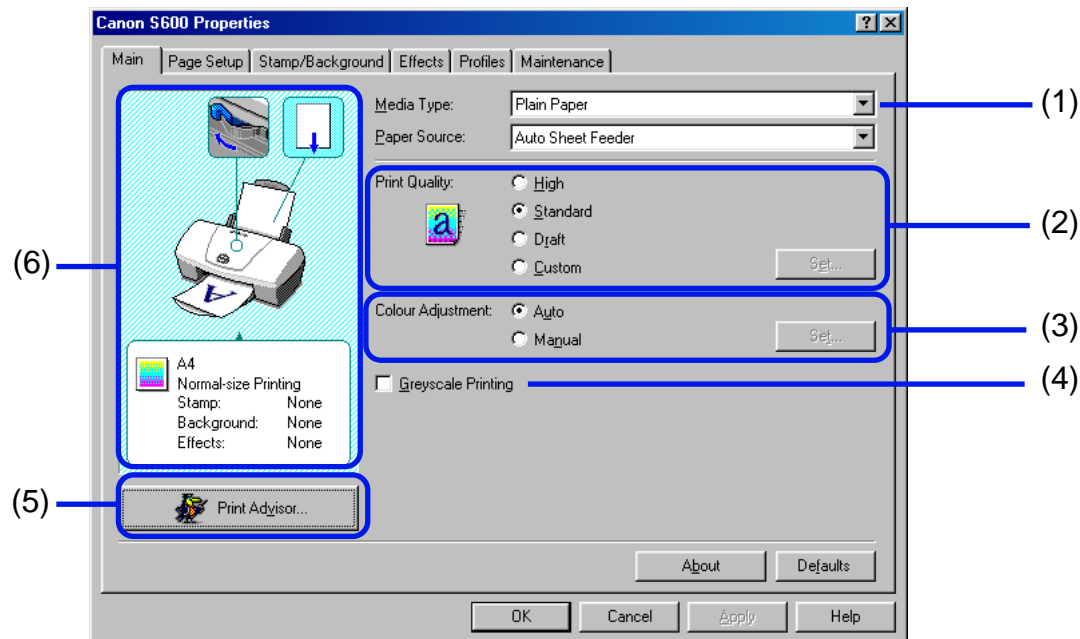 Canon S600 Properties
Main Page Setup Stamp/Background Effects Profiles Maintenance
Media Type: Plain Paper (1)
Paper Source: Auto Sheet Feeder
Print Quality: High
Standard (2)
a
Draft
Custom Set...
(6)
Colour Adjustment: Auto (3)
Manual Set...
A
A4
Normal-size Printing
Stamp: None
Background: None
Effects: None
Greyscale Printing (4)
(5) Print Advisor...
About Defaults
OK Cancel Apply Help